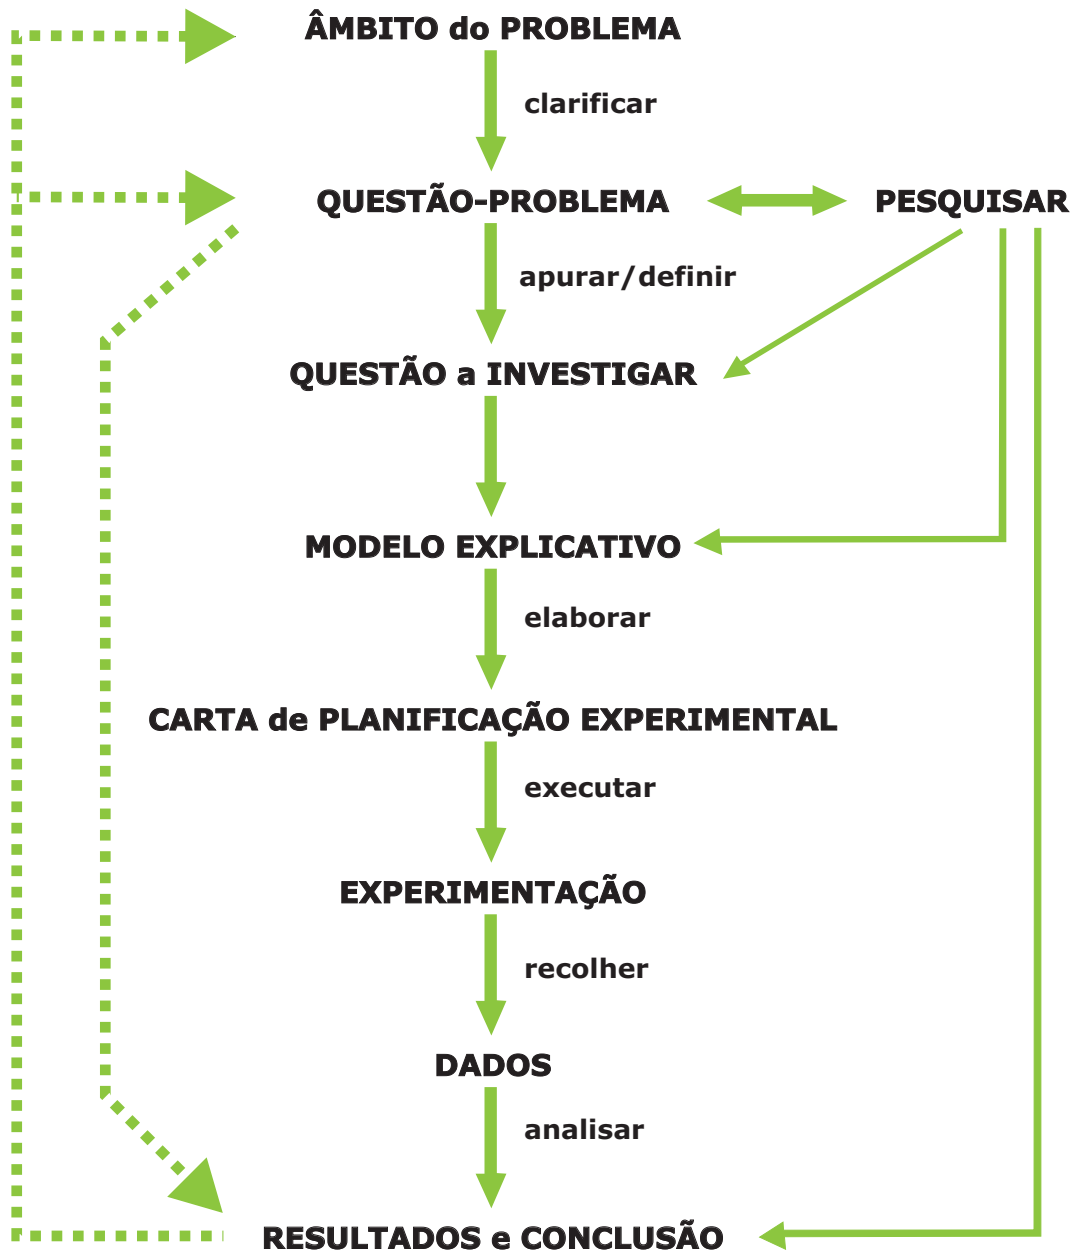 ÂMBITO do PROBLEMA
clarificar
QUESTÃO-PROBLEMA
PESQUISAR
apurar/definir
QUESTÃO a INVESTIGAR
MODELO EXPLICATIVO
elaborar
CARTA de PLANIFICAÇÃO EXPERIMENTAL
executar
EXPERIMENTAÇÃO
recolher
DADOS
analisar
RESULTADOS e CONCLUSÃO